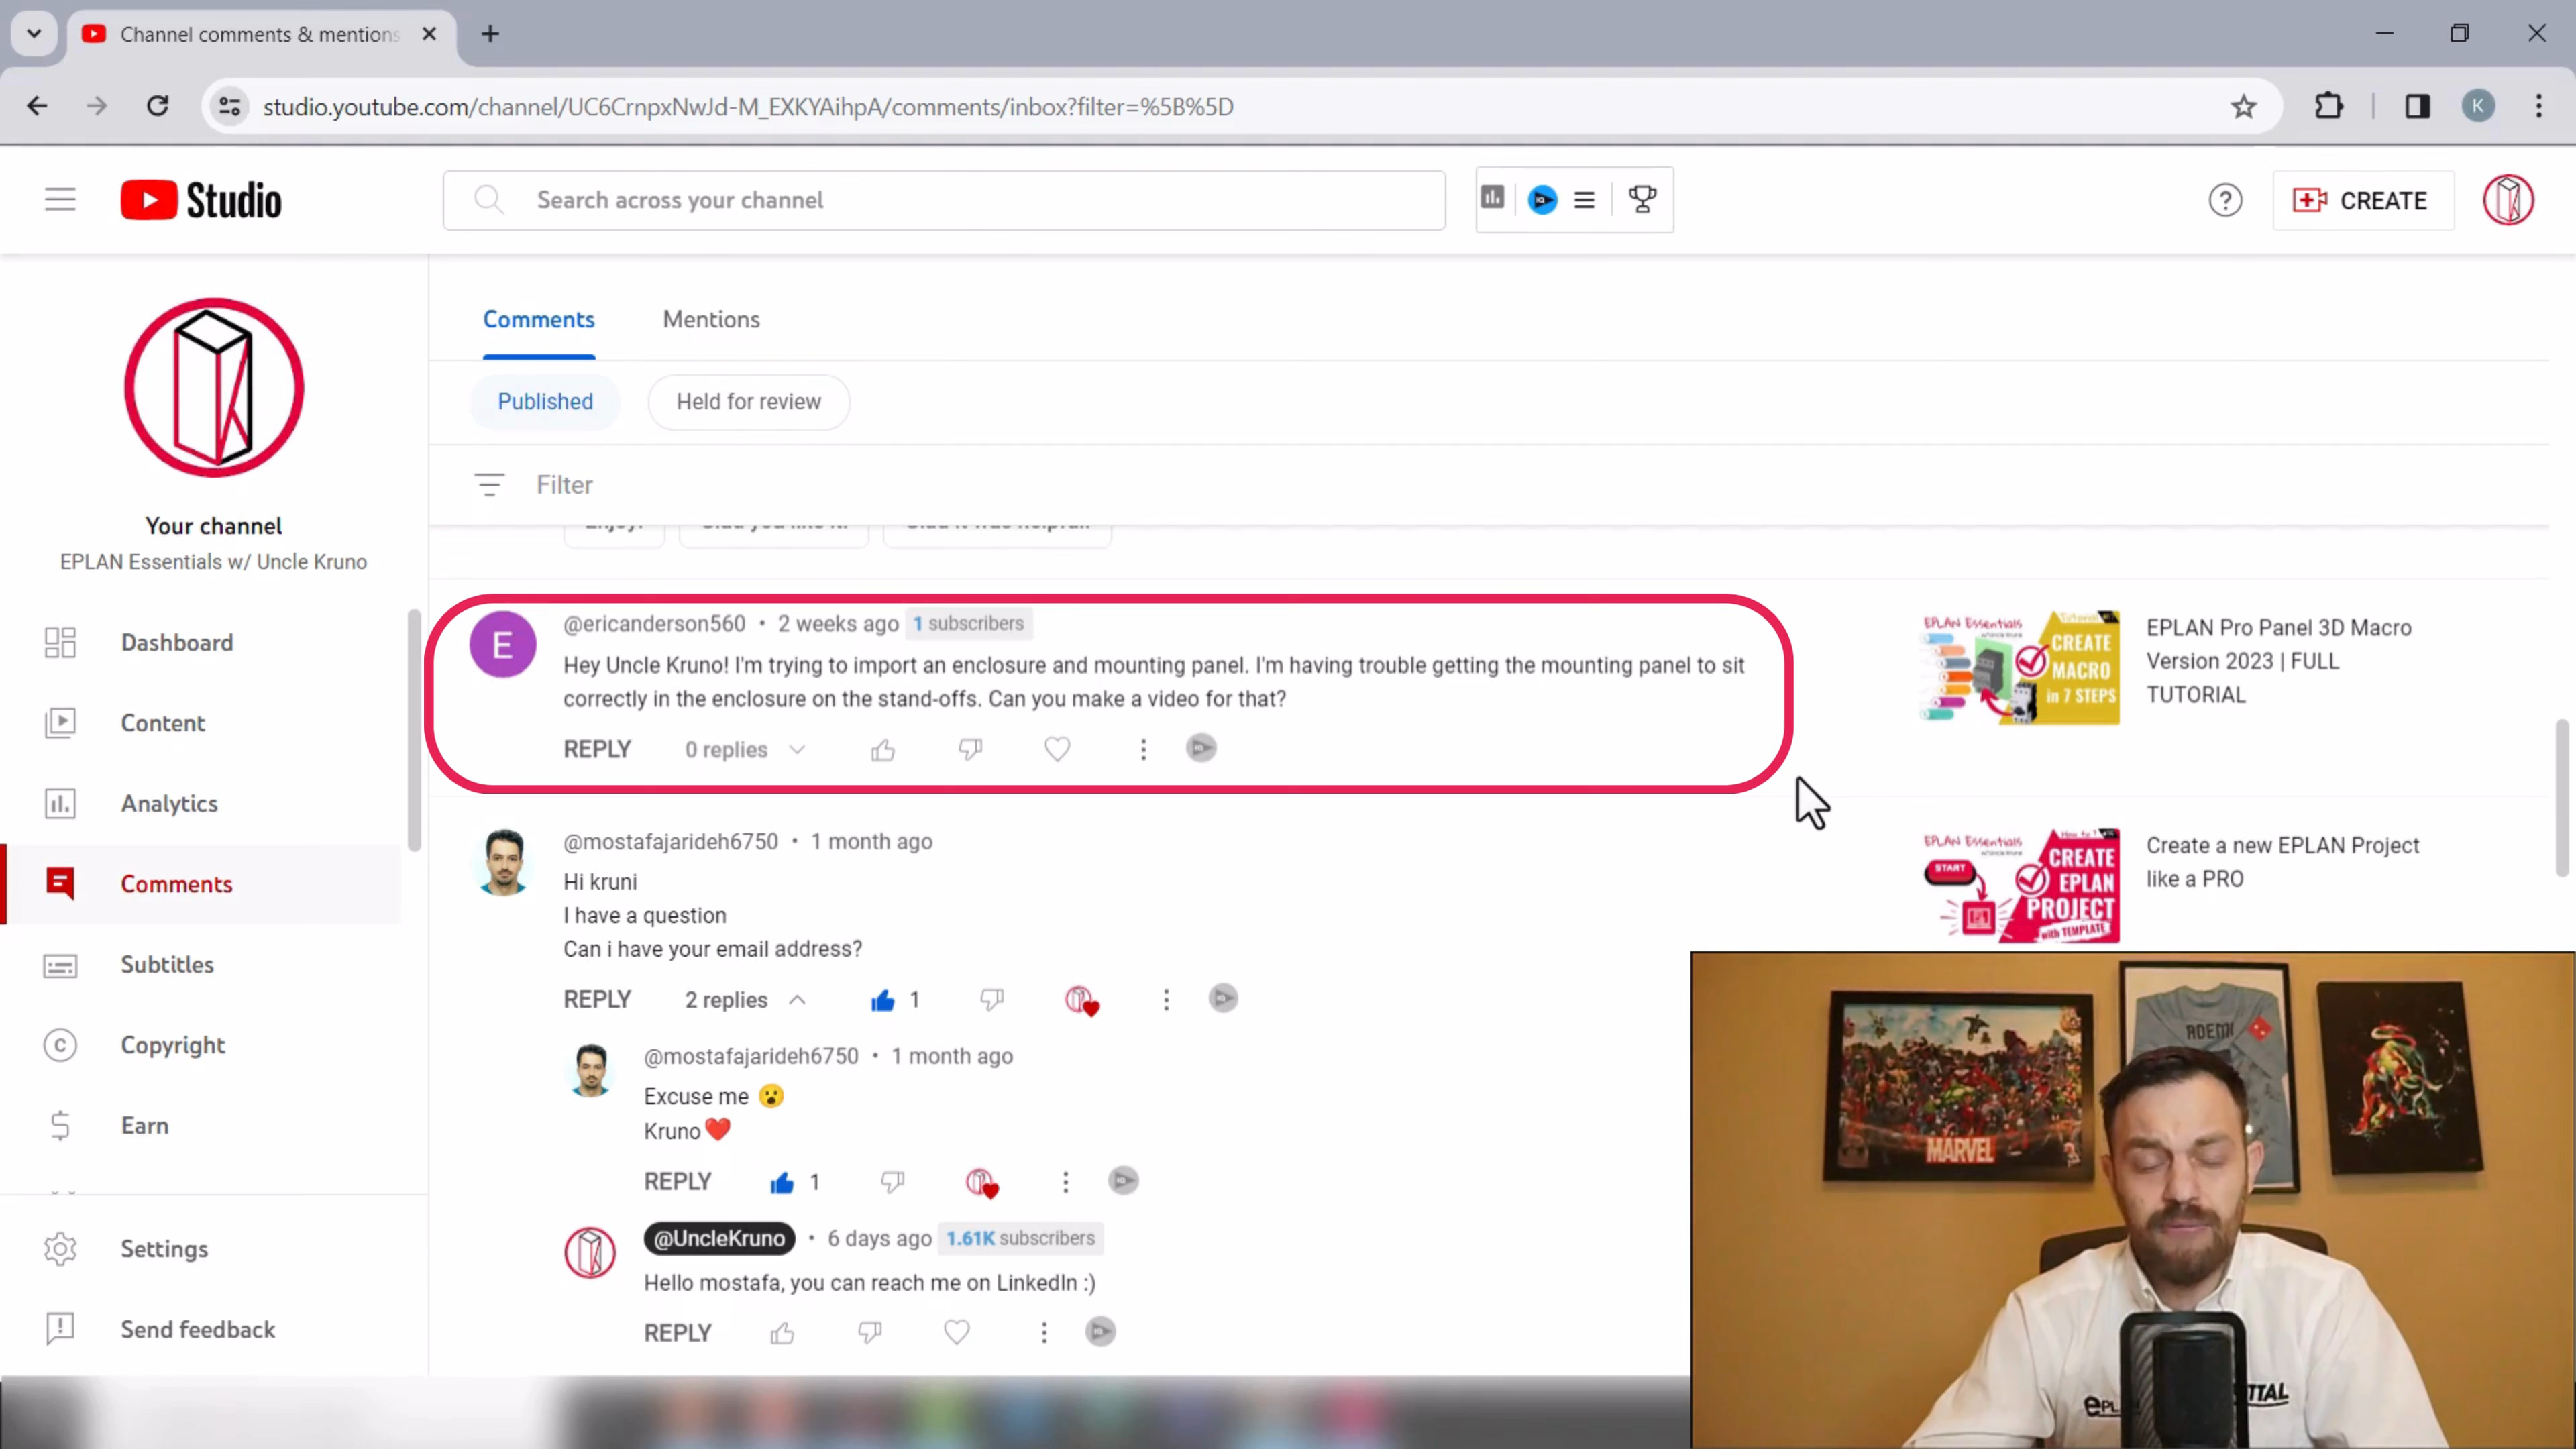 Channel comments & mentions
studio.youtube.com/channel/UC6CrnpxNwJd-M_EXKYAihpA/comments/inbox?filter=%5B%5D
K
Studio
Search across your channel
CREATE
Your channel
EPLAN Essentials w/ Uncle Kruno
Dashboard
Content
Analytics
Comments
Subtitles
Copyright
Earn
Settings
Send feedback
Comments Mentions
Published Held for review
Filter
E
@ericanderson560 • 2 weeks ago 1 subscribers
Hey Uncle Kruno! I'm trying to import an enclosure and mounting panel. I'm having trouble getting the mounting panel to sit
correctly in the enclosure on the stand-offs. Can you make a video for that?
REPLY 0 replies
EPLAN Essentials
CREATE
MACRO
in 7 STEPS
EPLAN Pro Panel 3D Macro
Version 2023 | FULL
TUTORIAL
@mostafajarideh6750 • 1 month ago
Hi kruni
I have a question
Can i have your email address?
REPLY 2 replies 1
EPLAN Essentials
START
CREATE
EPLAN
PROJECT
with TEMPLATE
Create a new EPLAN Project
like a PRO
@mostafajarideh6750 • 1 month ago
Excuse me 😮
Kruno❤️
REPLY 1
@UncleKruno • 6 days ago 1.61K subscribers
Hello mostafa, you can reach me on LinkedIn :)
REPLY
MARVEL